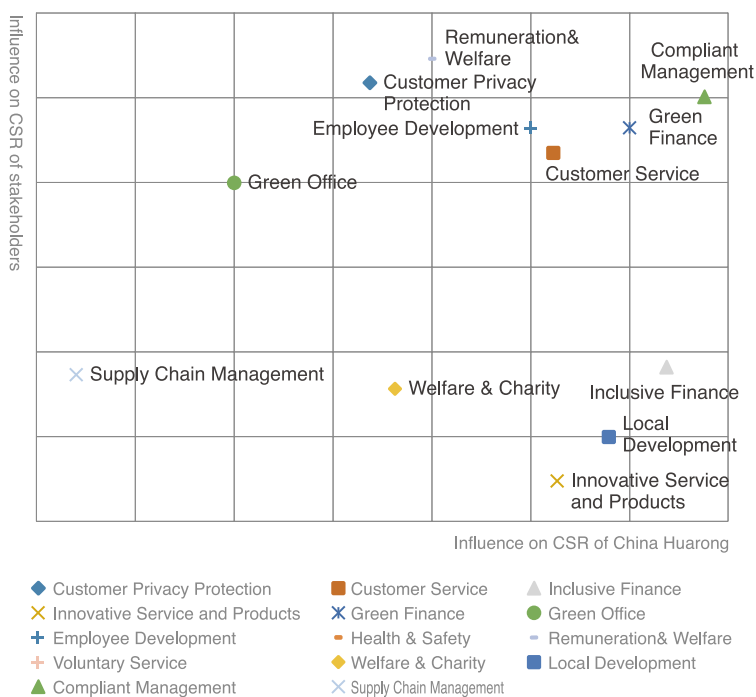 Influence on CSR
of stakeholders
Remuneration&
Welfare
Compliant
Management
Customer Privacy
Protection
Employee Development
Green
Finance
Customer Service
Green Office
Supply Chain Management
Welfare & Charity
Inclusive Finance
Local
Development
Innovative Service
and Products
Influence on CSR of China Huarong
Customer Privacy Protection
Customer Service
Inclusive Finance
Innovative Service and Products
Green Finance
Green Office
Employee Development
Health & Safety
Remuneration& Welfare
Voluntary Service
Welfare & Charity
Local Development
Compliant Management
Supply Chain Management